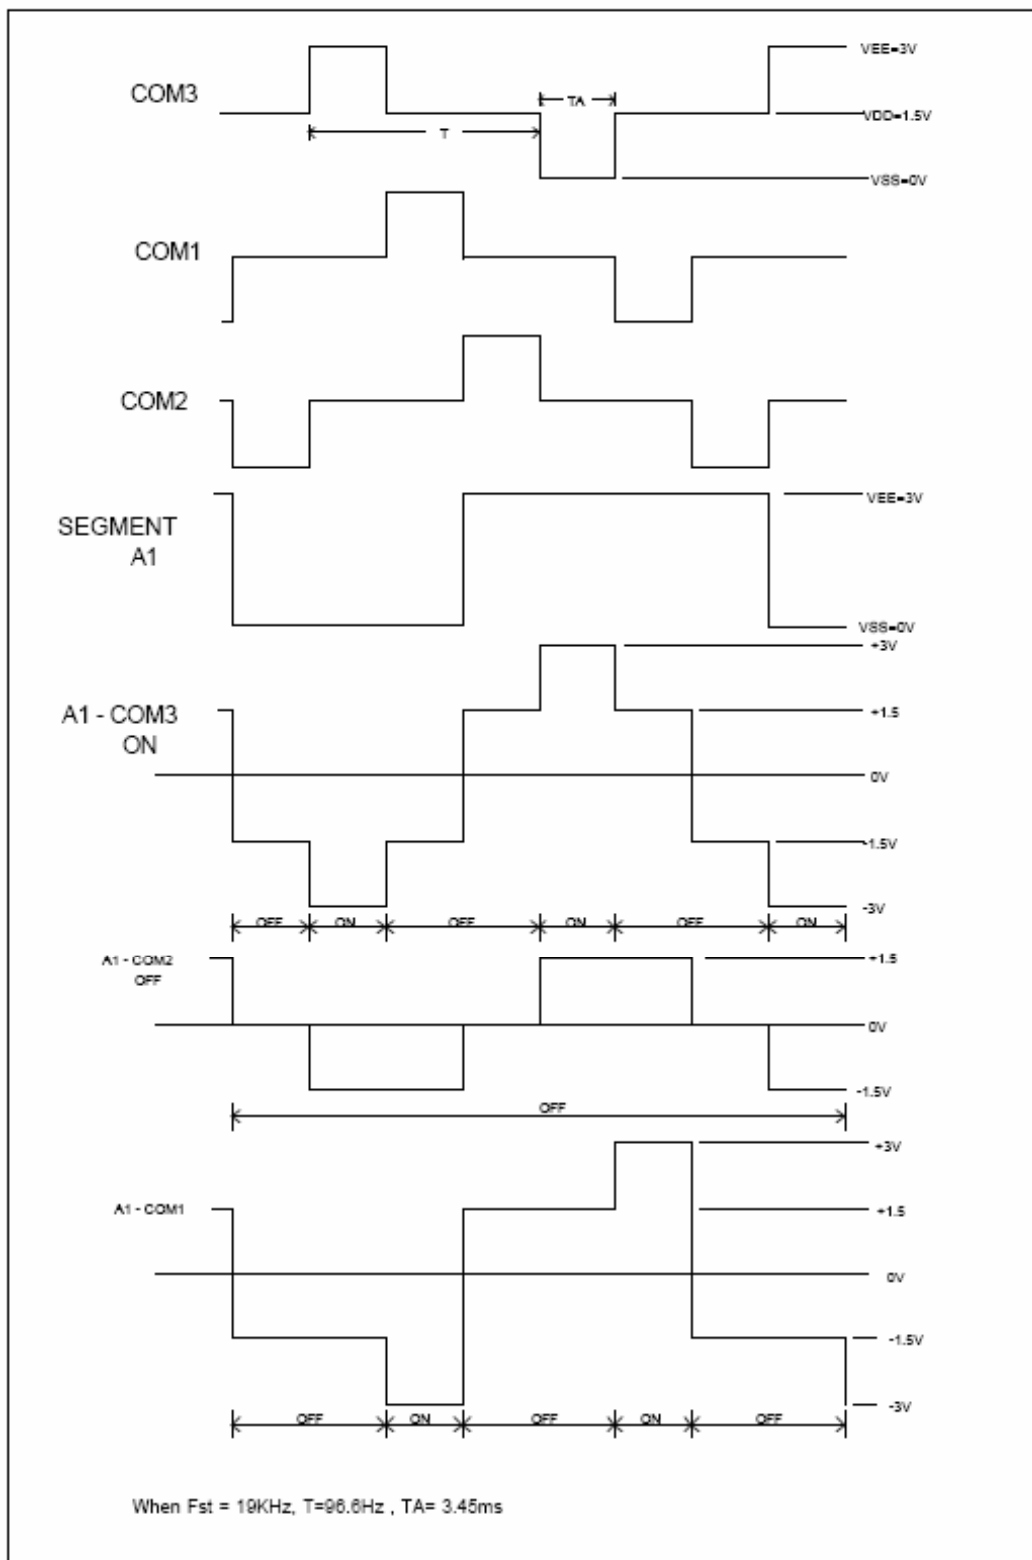 VEE=3V
COM3
TA
VDD=1.5V
T
VSS=0V
COM1
COM2
VEE=3V
SEGMENT
A1
VSS=0V
+3V
A1 - COM3
ON
+1.5
0V
-1.5V
-3V
OFF ON OFF ON OFF ON
A1 - COM2
OFF
+1.5
0V
-1.5V
OFF
+3V
A1 - COM1
+1.5
0V
-1.5V
-3V
OFF ON OFF ON OFF
When Fst = 19KHz, T=96.6Hz , TA= 3.45ms